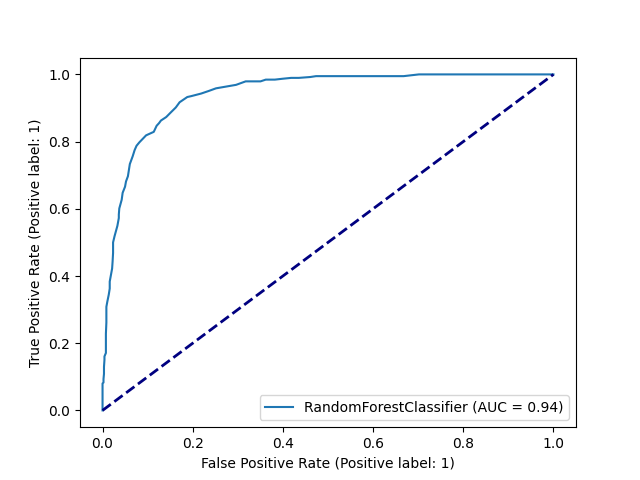 True Positive Rate (Positive label: 1)
1.0
0.8
0.6
0.4
0.2
0.0
RandomForestClassifier (AUC = 0.94)
0.0 0.2 0.4 0.6 0.8 1.0
False Positive Rate (Positive label: 1)